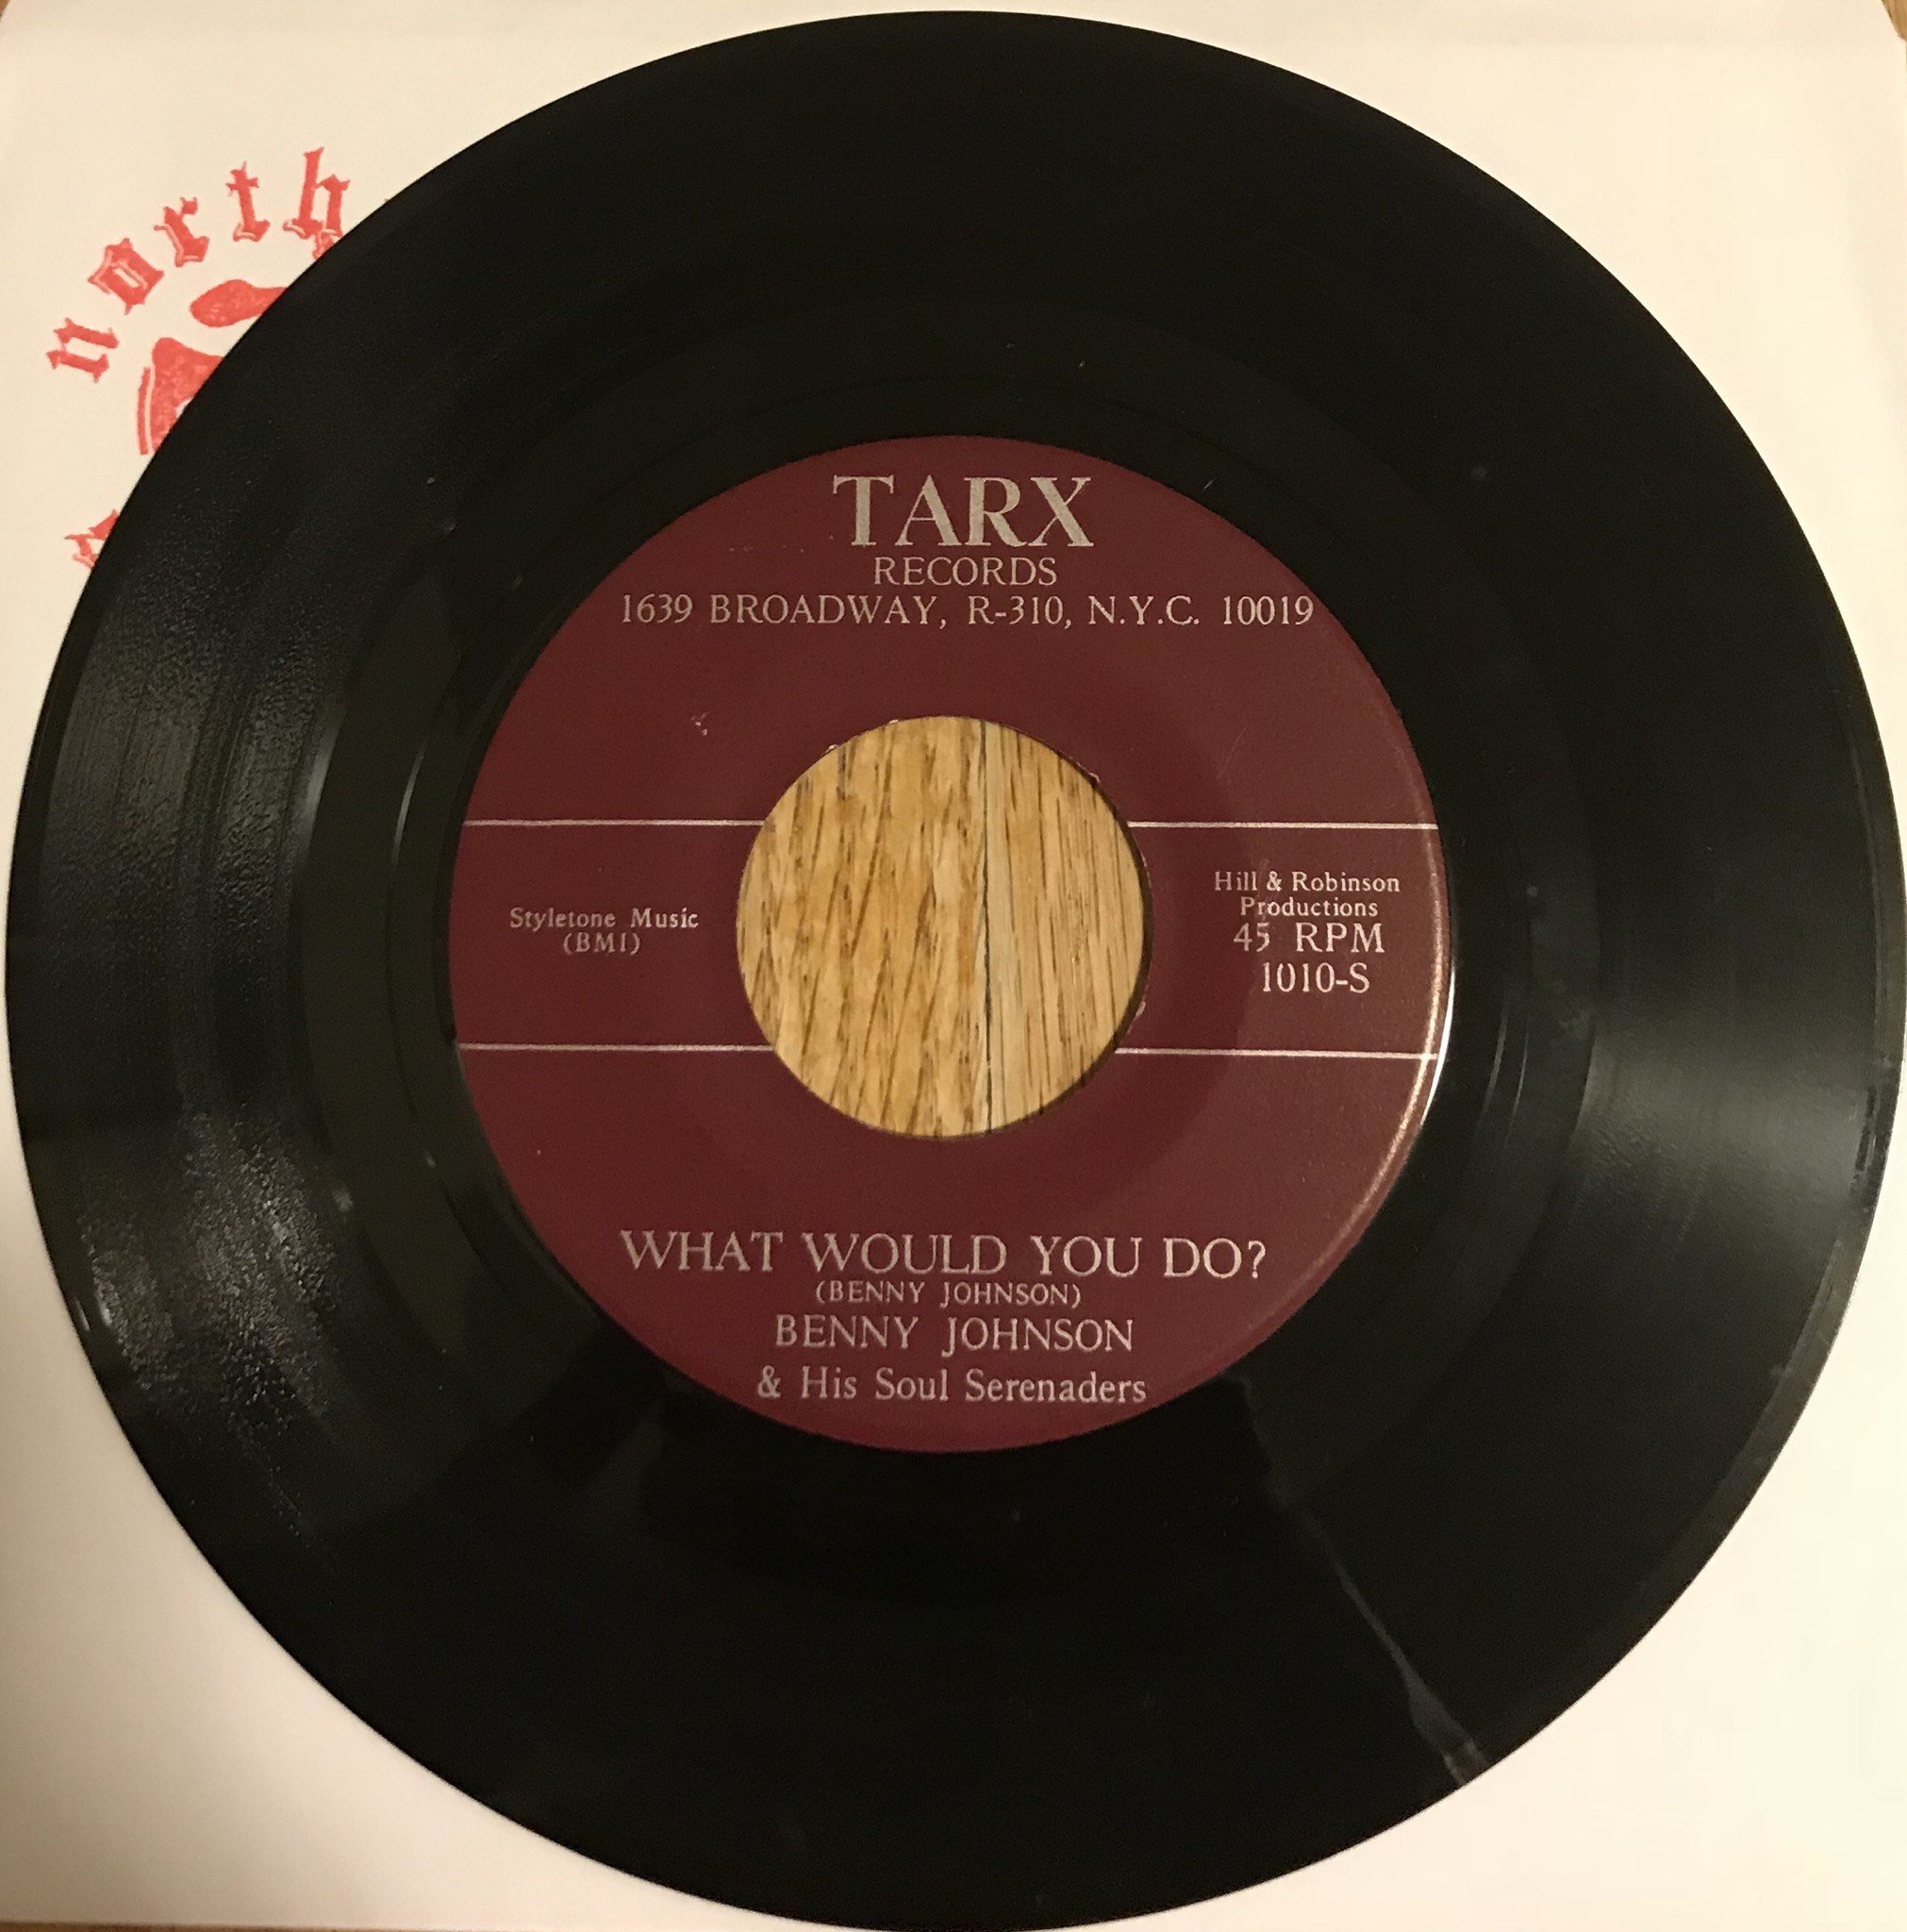 north
TARX
RECORDS
1639 BROADWAY, R-310, N.Y.C. 10019
Styletone Music
(BMI)
Hill & Robinson
Productions
45 RPM
1010-S
WHAT WOULD YOU DO?
(BENNY JOHNSON)
BENNY JOHNSON
& His Soul Serenaders